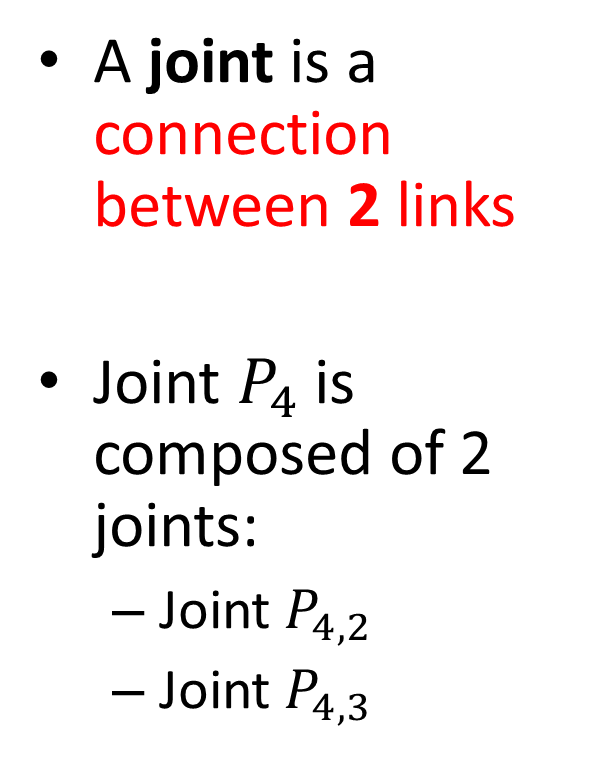 • A joint is a
connection
between 2 links
• Joint P₄ is
composed of 2
joints:
– Joint P₄,₂
– Joint P₄,₃